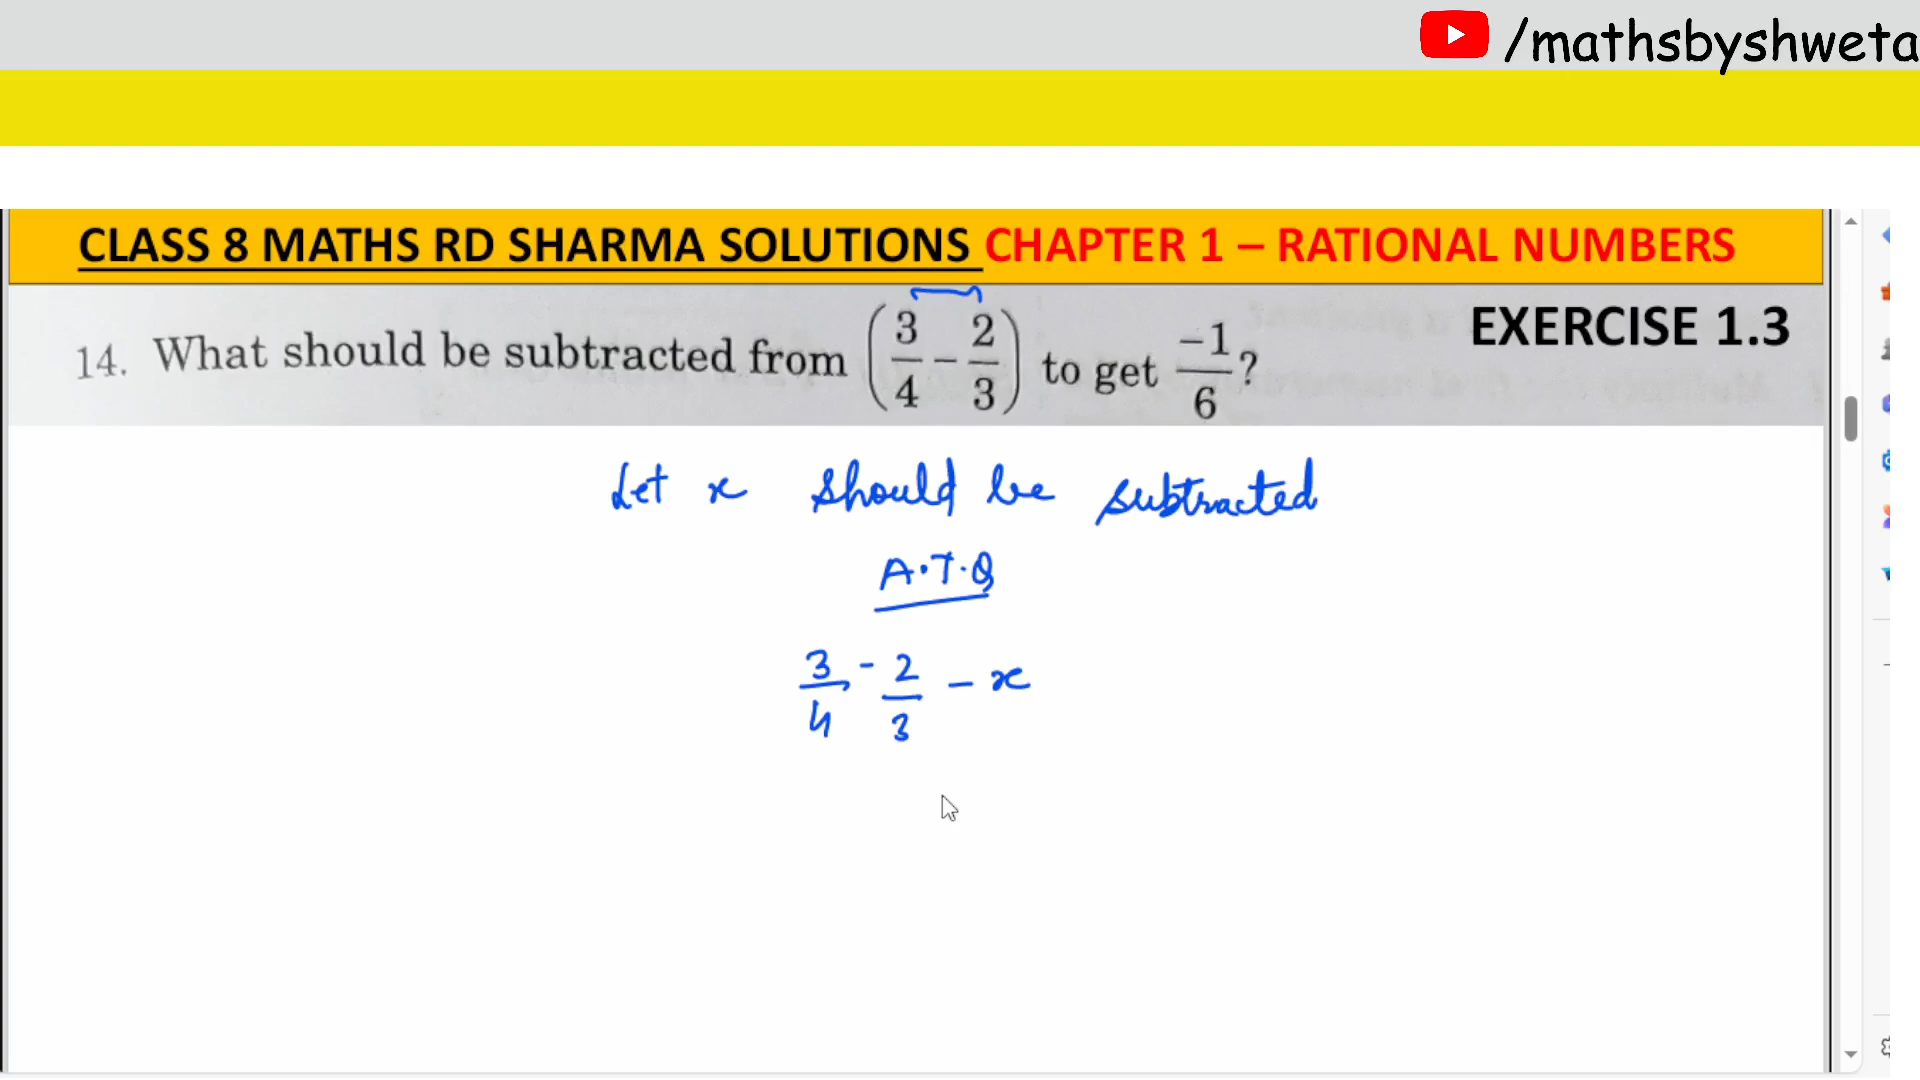 /mathsbyshweta
CLASS 8 MATHS RD SHARMA SOLUTIONS CHAPTER 1 – RATIONAL NUMBERS
EXERCISE 1.3
14. What should be subtracted from (3/4 - 2/3) to get -1/6?
Let x should be subtracted
A.T.Q
3/4 - 2/3 - x